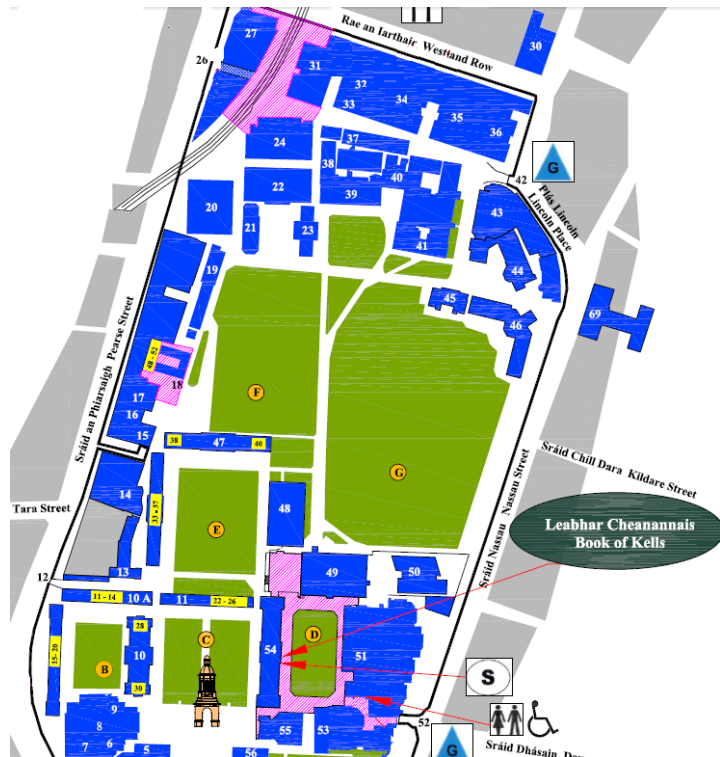 Rae an Iarthair Westland Row
27
30
26
31
32
33
34
35
36
24
37
38
40
G
42
22
39
Plás Lincoln
Lincoln Place
20
21
23
43
41
19
44
45
46
69
Sráid an Phiarsaigh Pearse Street
48 - 52
18
17
16
15
F
38
47
40
G
Sráid Chill Dara Kildare Street
Sráid Nassau Nassau Street
14
33 - 37
48
Tara Street
E
Leabhar Cheanannais
Book of Kells
13
49
50
12
11 - 14
10 A
11
22 - 26
28
C
D
15- 20
10
54
51
B
S
30
9
8
7
6
5
56
55
53
52
G
Sráid Dhásain